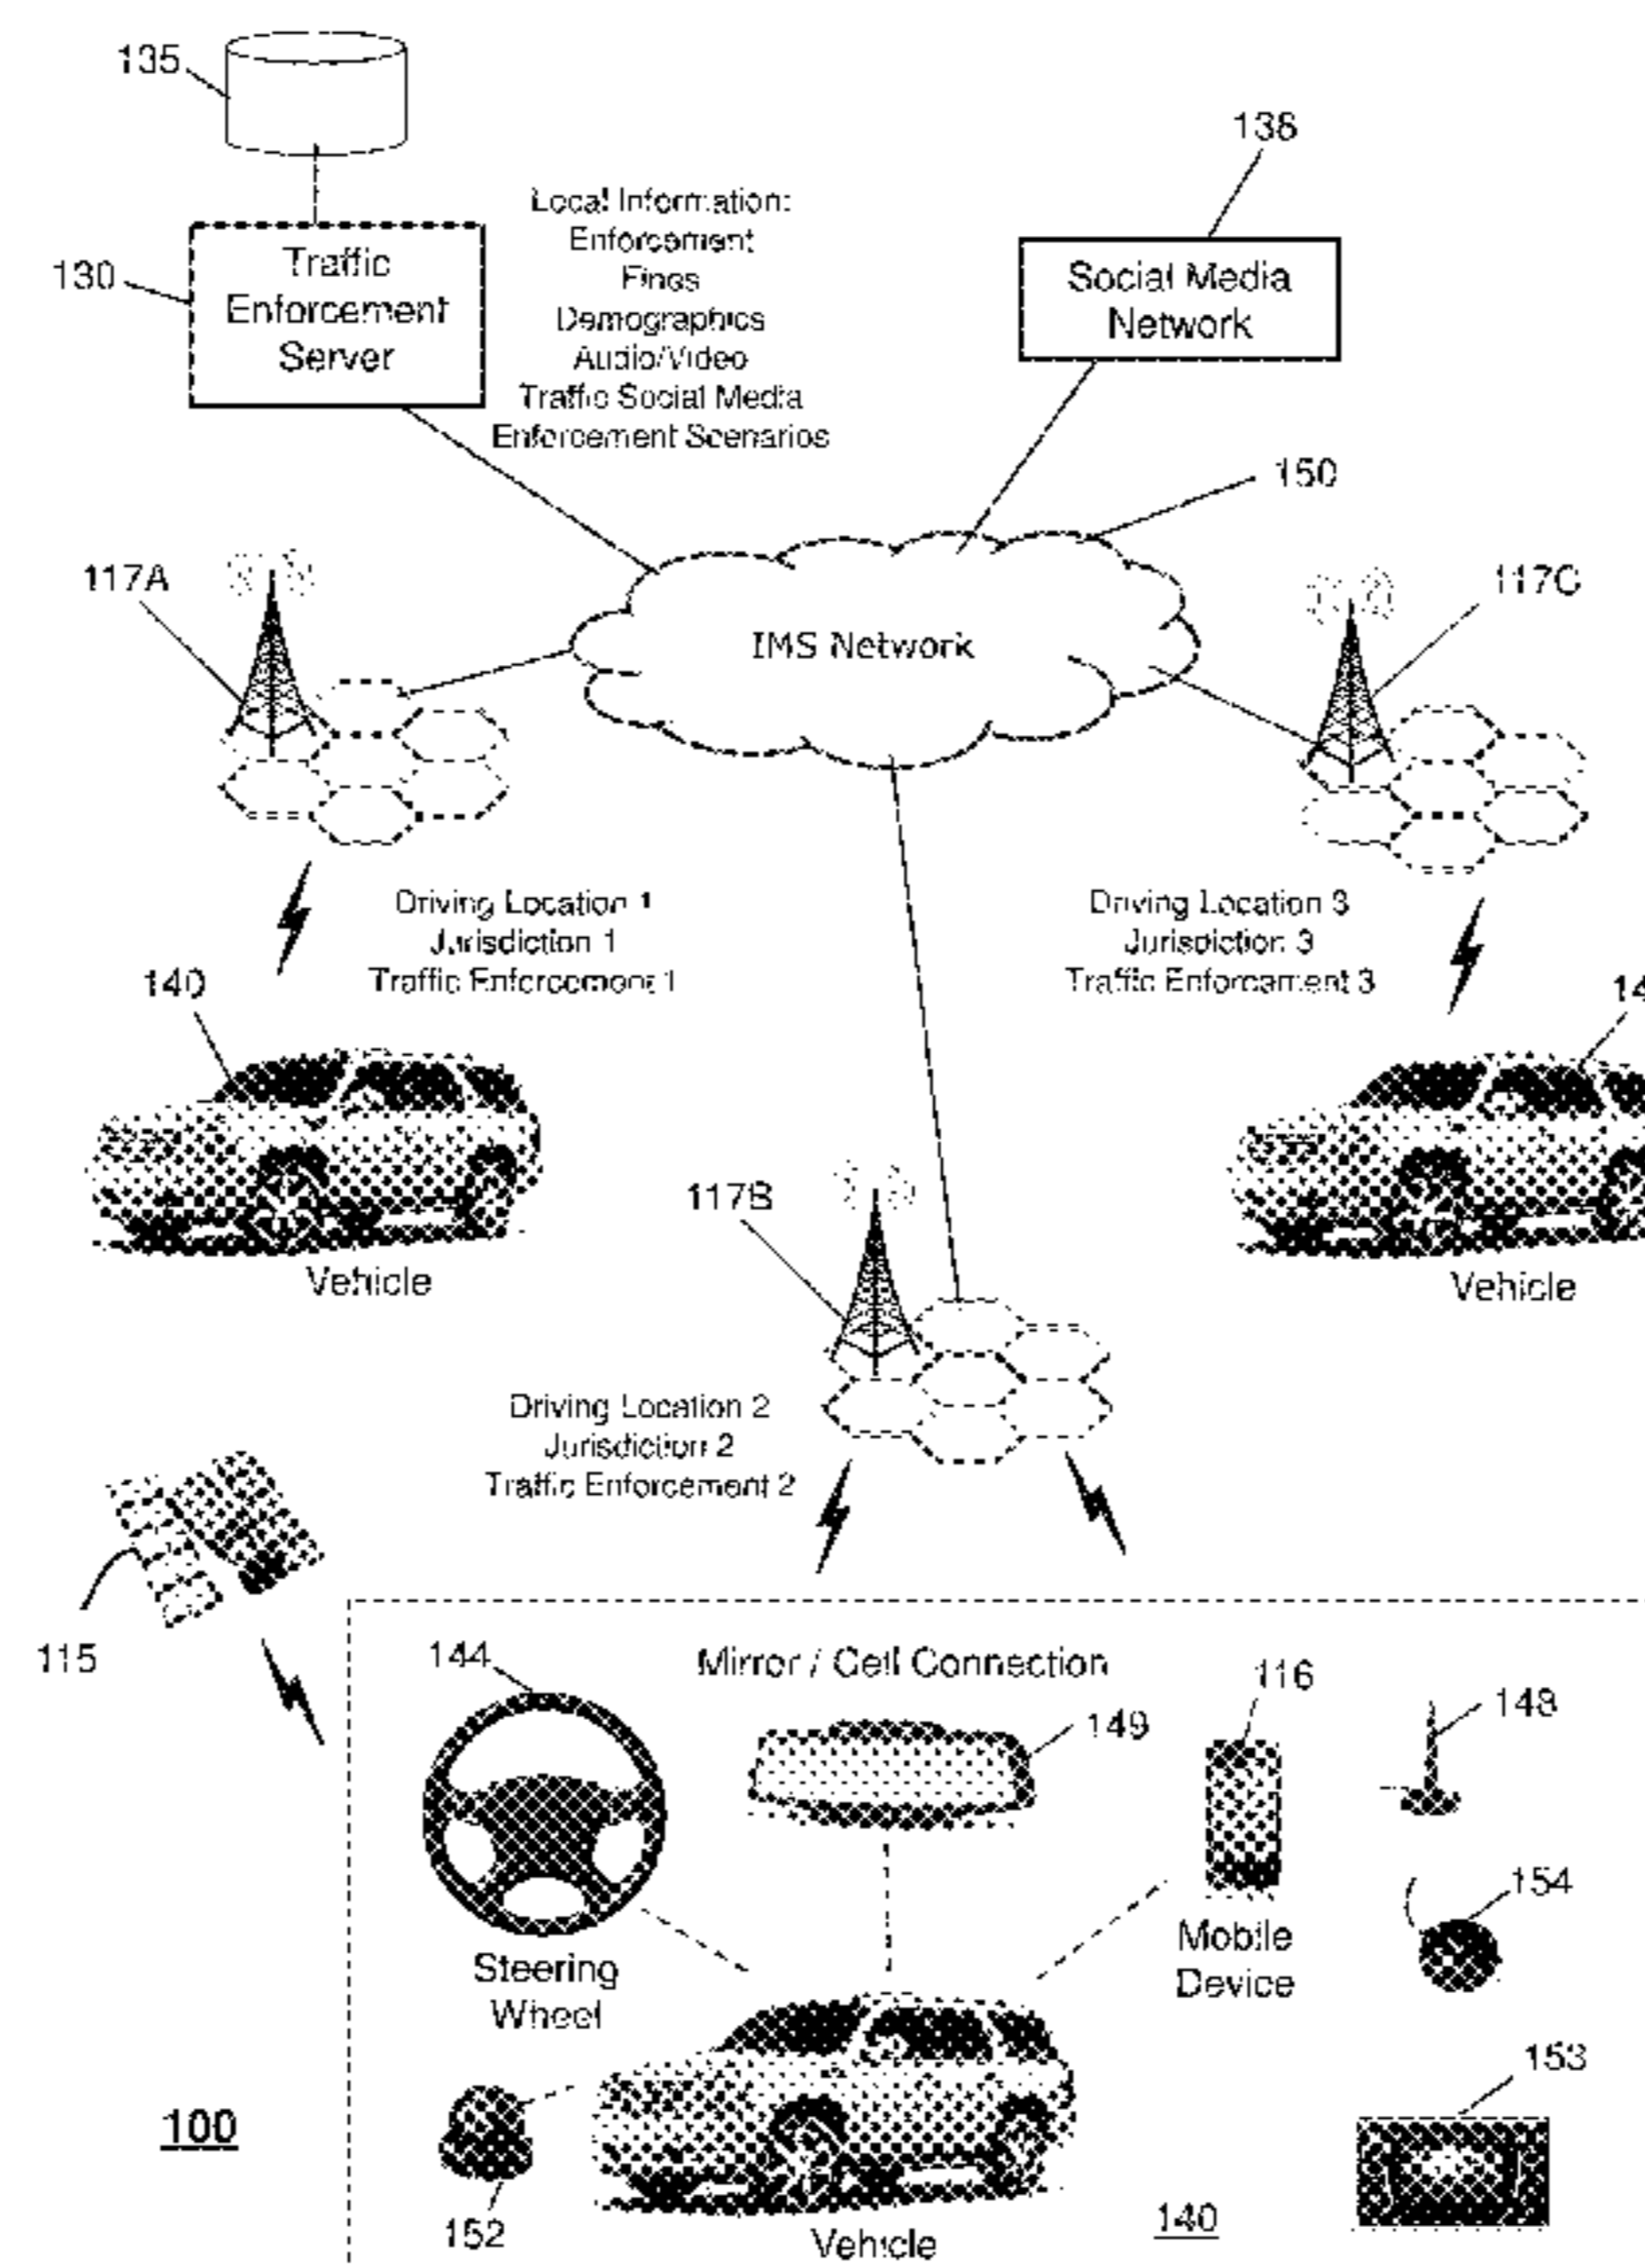 135
138
Local Information:
Enforcement
Fines
Demographics
Audio/Video
Traffic Social Media
Enforcement Scenarios
130
Traffic
Enforcement
Server
Social Media
Network
150
117A
117C
IMS Network
Driving Location 1
Jurisdiction 1
Traffic Enforcement 1
Driving Location 3
Jurisdiction 3
Traffic Enforcement 3
140
14
117B
Vehicle
Vehicle
Driving Location 2
Jurisdiction 2
Traffic Enforcement 2
115
144
Mirror / Cell Connection
116
149
148
154
Steering
Wheel
Mobile
Device
153
100
152
Vehicle
140